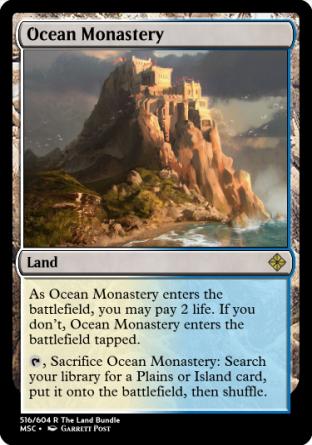 Ocean Monastery
Land
As Ocean Monastery enters the
battlefield, you may pay 2 life. If you
don't, Ocean Monastery enters the
battlefield tapped.
, Sacrifice Ocean Monastery: Search
your library for a Plains or Island card,
put it onto the battlefield, then shuffle.
516/604 R The Land Bundle
MSC • Garrett Post